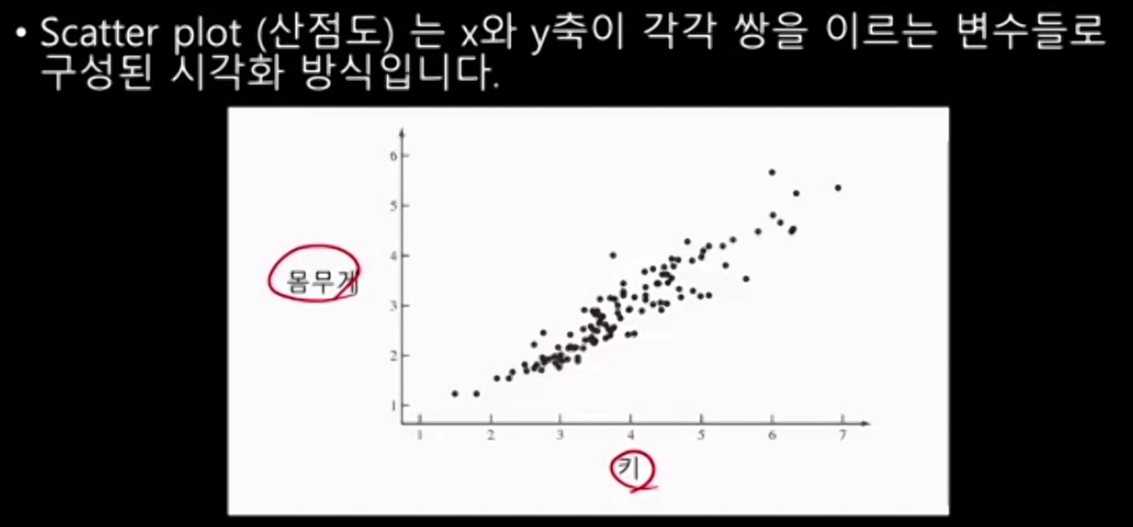 • Scatter plot (산점도) 는 x와 y축이 각각 쌍을 이르는 변수들로
구성된 시각화 방식입니다.
6
5
4
몸무게
3
2
1
1 2 3 4 5 6 7
키